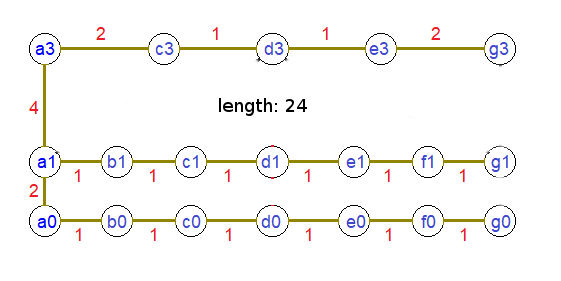 2 1 1 2
a3 c3 d3 e3 g3
4
length: 24
a1 b1 c1 d1 e1 f1 g1
1 1 1 1 1 1
2
a0 b0 c0 d0 e0 f0 g0
1 1 1 1 1 1